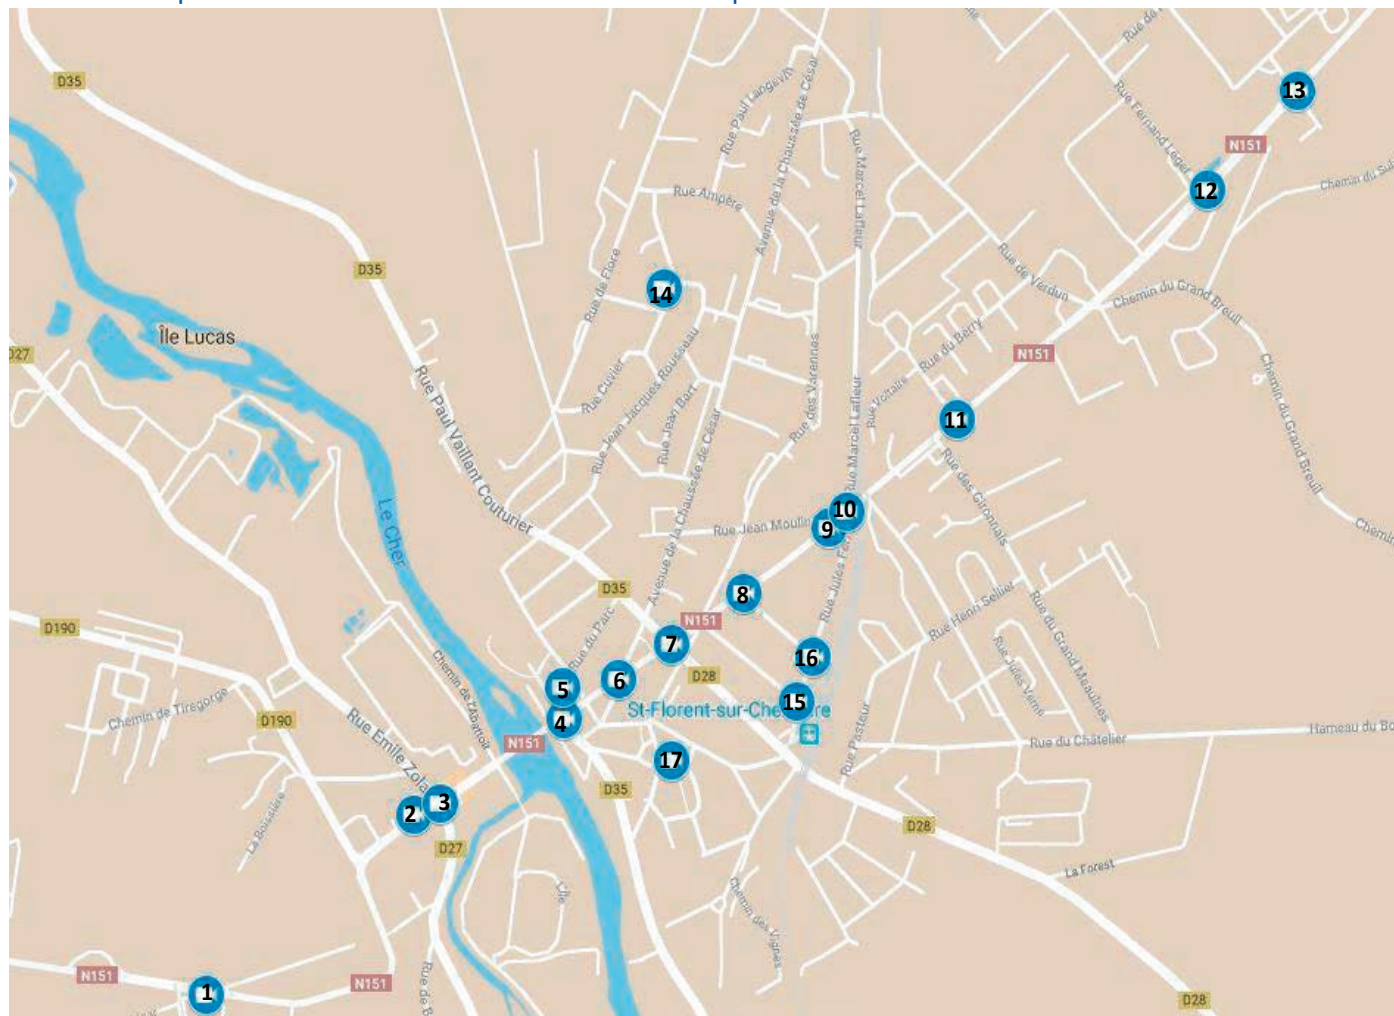 Rue Paul Langevin
Avenue de la Chaussée de César
Rue Fernand Léger
13
D35
N151
Rue Marcel Lafleur
12
Rue Ampère
Rue de Flore
Rue de Verdun
D35
14
Chemin du Grand Breuil
Île Lucas
Rue du Berry
N151
D27
Rue Cuvier
Rue Jean Jacques Rousseau
Rue Jean Bart
Rue des Varennes
Rue Voltaire
Chemin du Grand Breuil
Rue Paul Vaillant Couturier
Rue Marcel Lafleur
11
Avenue de la Chaussée de César
Rue des Gironnais
Le Cher
Rue Jean Moulin
10
9
D35
8
Rue Henri Sellier
N151
D190
Rue du Parc
7
16
Rue du Grand Meaulnes
Rue Jules Verne
5
6
D28
15
St-Florent-sur-Cher
Chemin de Tiregorge
D190
Chemin de l'Abattoir
Rue Emile Zola
4
N151
Rue Pasteur
Rue du Châtelier
17
D35
3
2
La Boissière
D27
D28
La Forest
L'Île
Chemin des Vignes
N151
N151
1
D28